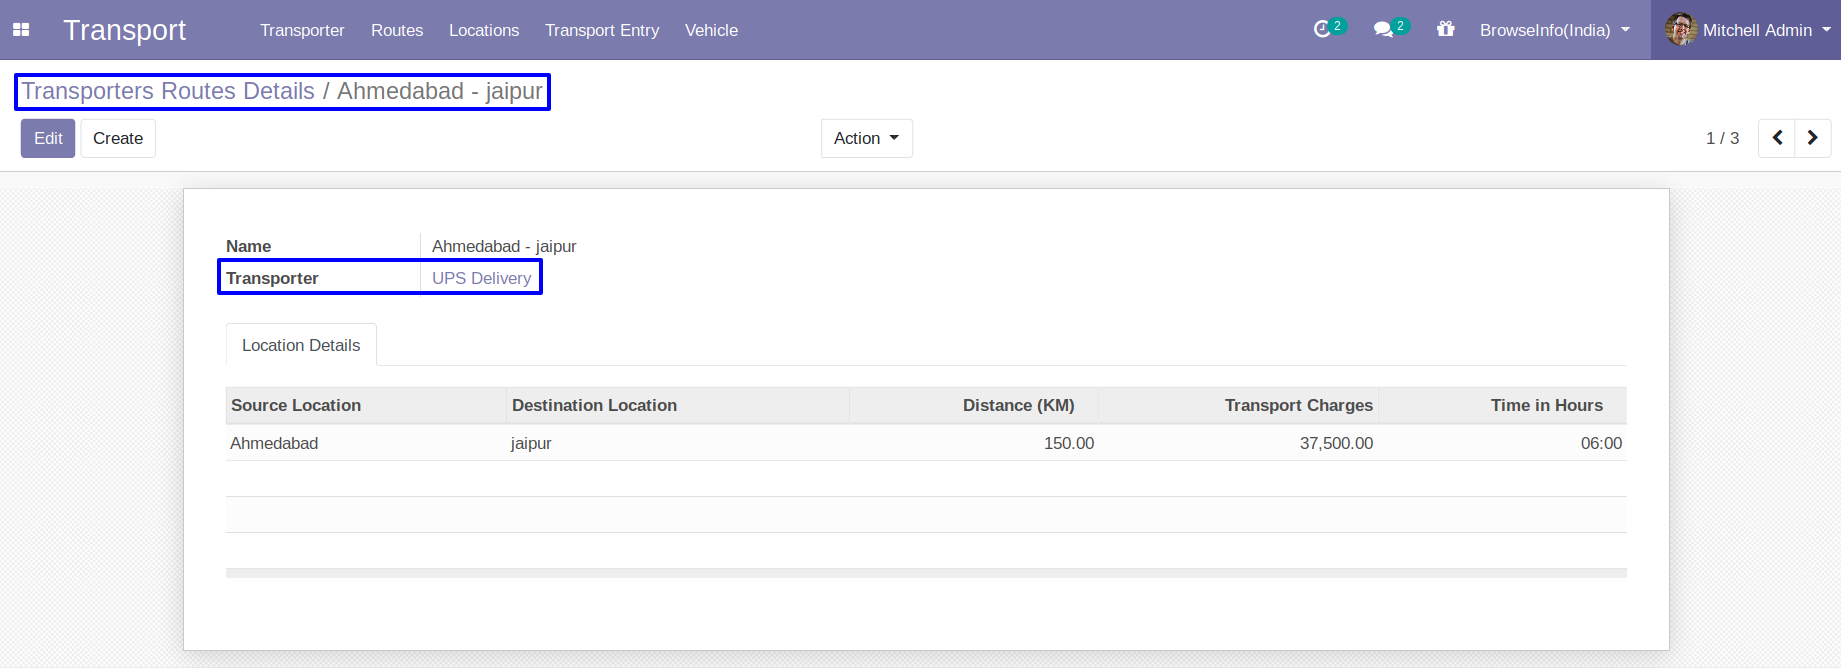 Transport Transporter Routes Locations Transport Entry Vehicle 2 2 BrowseInfo(India) Mitchell Admin
Transporters Routes Details / Ahmedabad - jaipur
Edit Create Action 1 / 3
Name Ahmedabad - jaipur
Transporter UPS Delivery
Location Details
Source Location Destination Location Distance (KM) Transport Charges Time in Hours
Ahmedabad jaipur 150.00 37,500.00 06:00